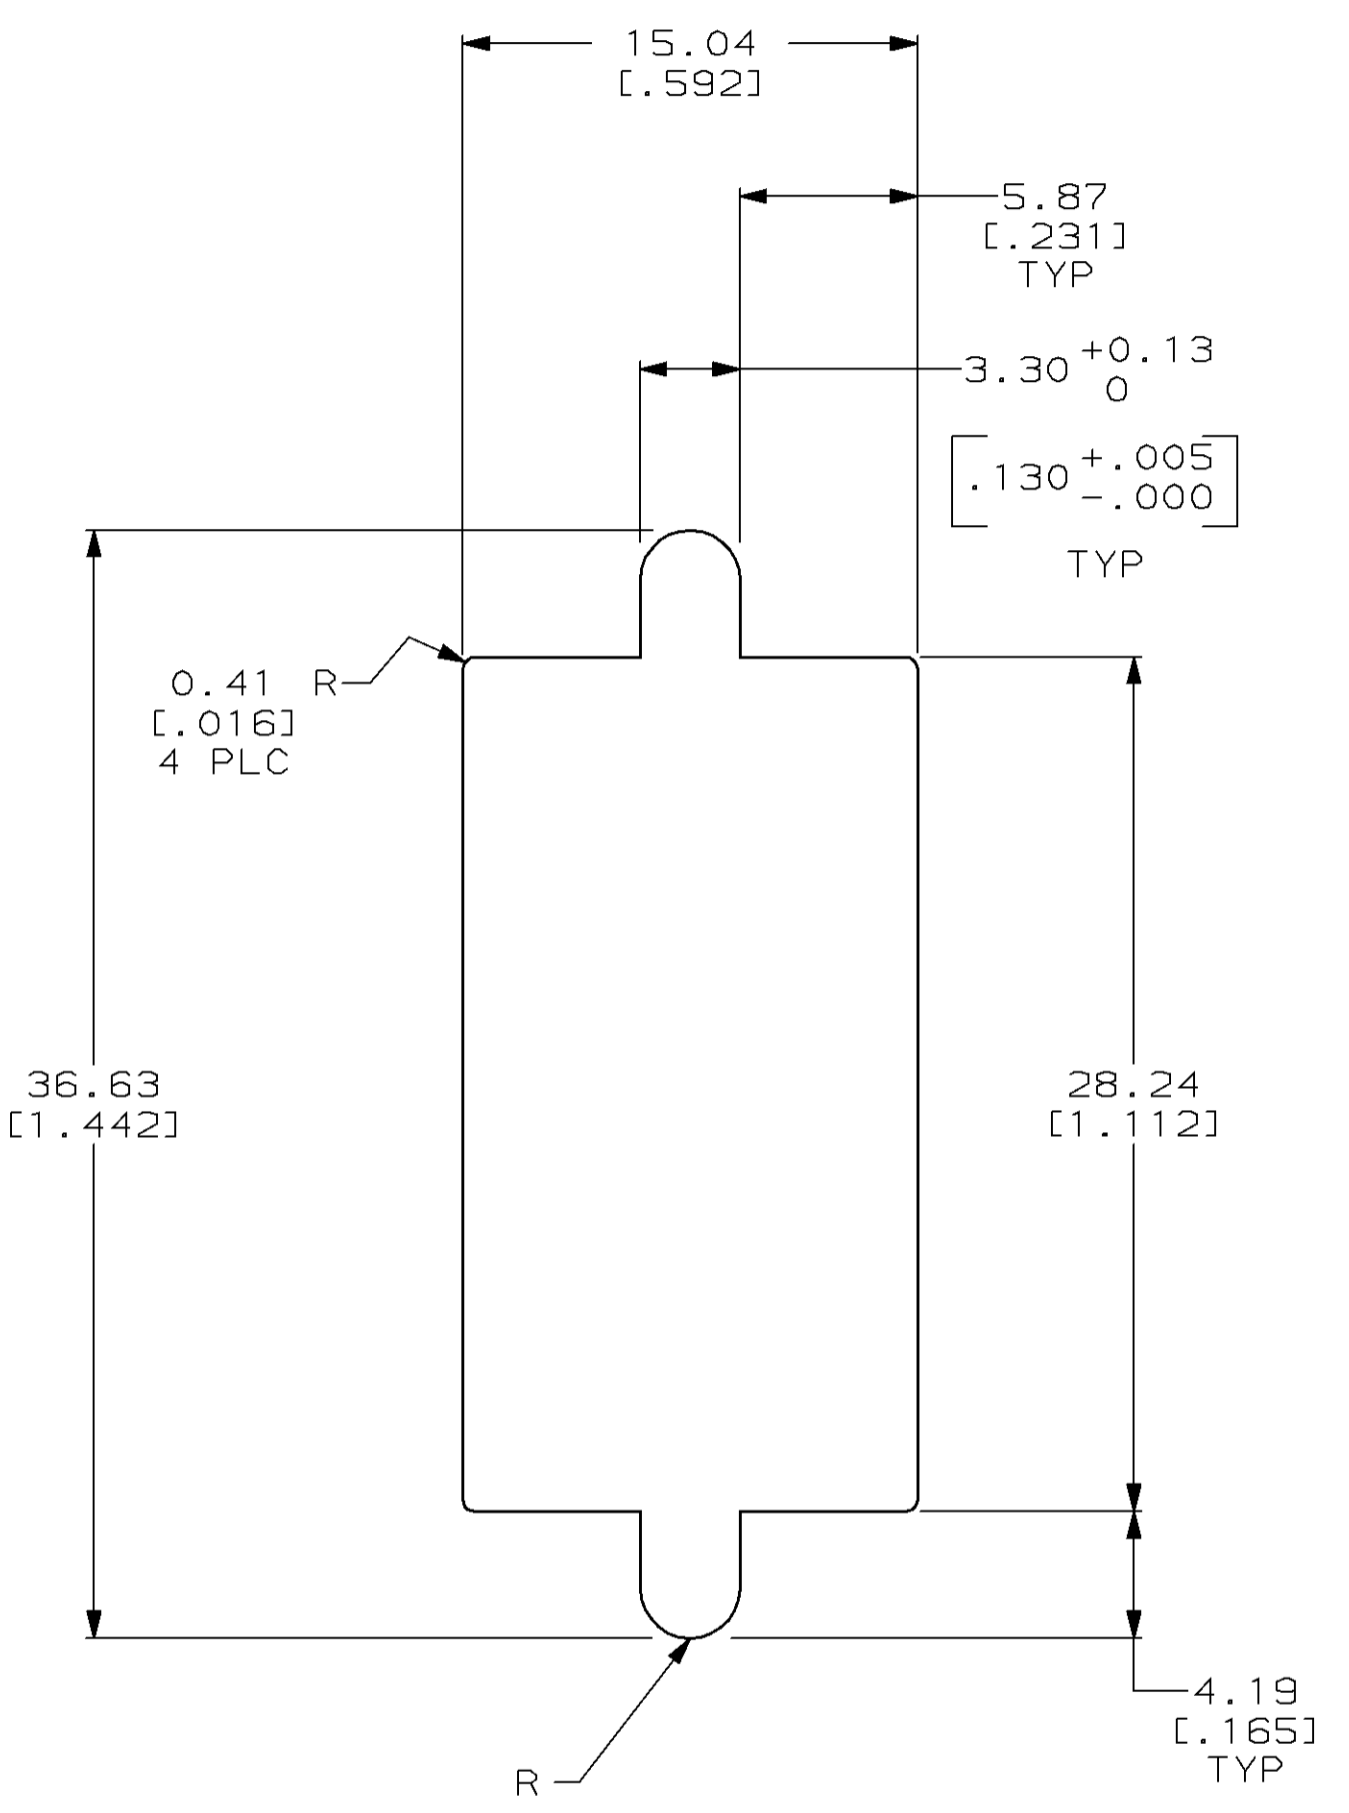 15.04
[.592]
5.87
[.231]
TYP
3.30 +0.13
0
[.130 +.005
-.000]
TYP
0.41 R
[.016]
4 PLC
36.63
[1.442]
28.24
[1.112]
4.19
[.165]
TYP
R